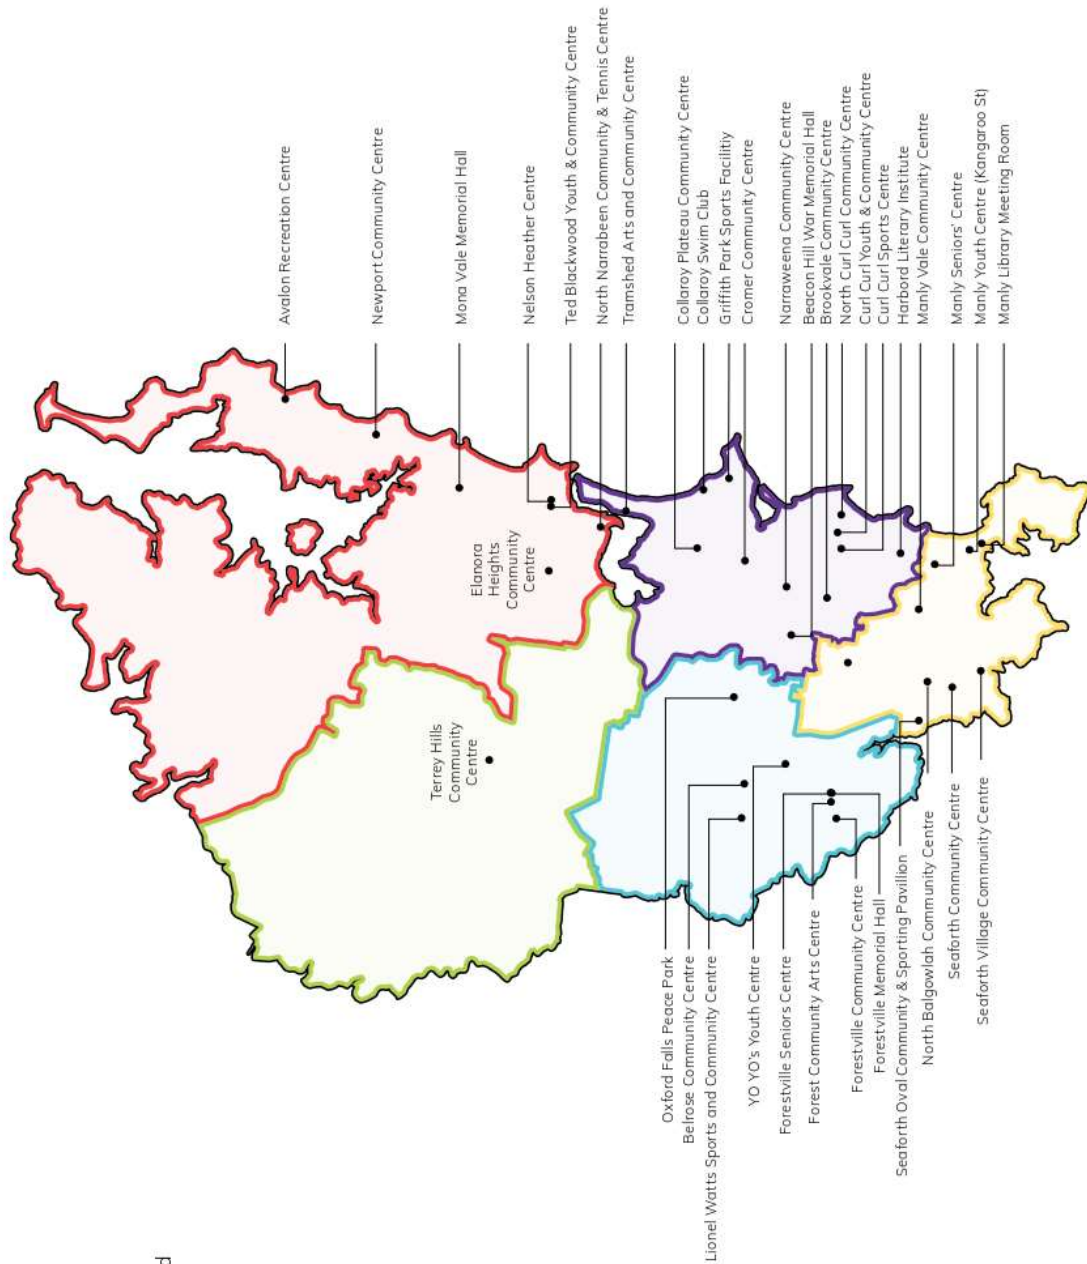 Avalon Recreation Centre
Newport Community Centre
Mona Vale Memorial Hall
Nelson Heather Centre
Ted Blackwood Youth & Community Centre
North Narrabeen Community & Tennis Centre
Tramshed Arts and Community Centre
Collaroy Plateau Community Centre
Collaroy Swim Club
Griffith Park Sports Facilitiy
Cromer Community Centre
Narraweena Community Centre
Beacon Hill War Memorial Hall
Brookvale Community Centre
North Curl Curl Community Centre
Curl Curl Youth & Community Centre
Curl Curl Sports Centre
Harbord Literary Institute
Manly Vale Community Centre
Manly Seniors' Centre
Manly Youth Centre (Kangaroo St)
Manly Library Meeting Room
Elanora
Heights
Community
Centre
Terrey Hills
Community
Centre
Oxford Falls Peace Park
Belrose Community Centre
Lionel Watts Sports and Community Centre
YO YO's Youth Centre
Forestville Seniors Centre
Forest Community Arts Centre
Forestville Community Centre
Forestville Memorial Hall
Seaforth Oval Community & Sporting Pavillion
North Balgowlah Community Centre
Seaforth Community Centre
Seaforth Village Community Centre